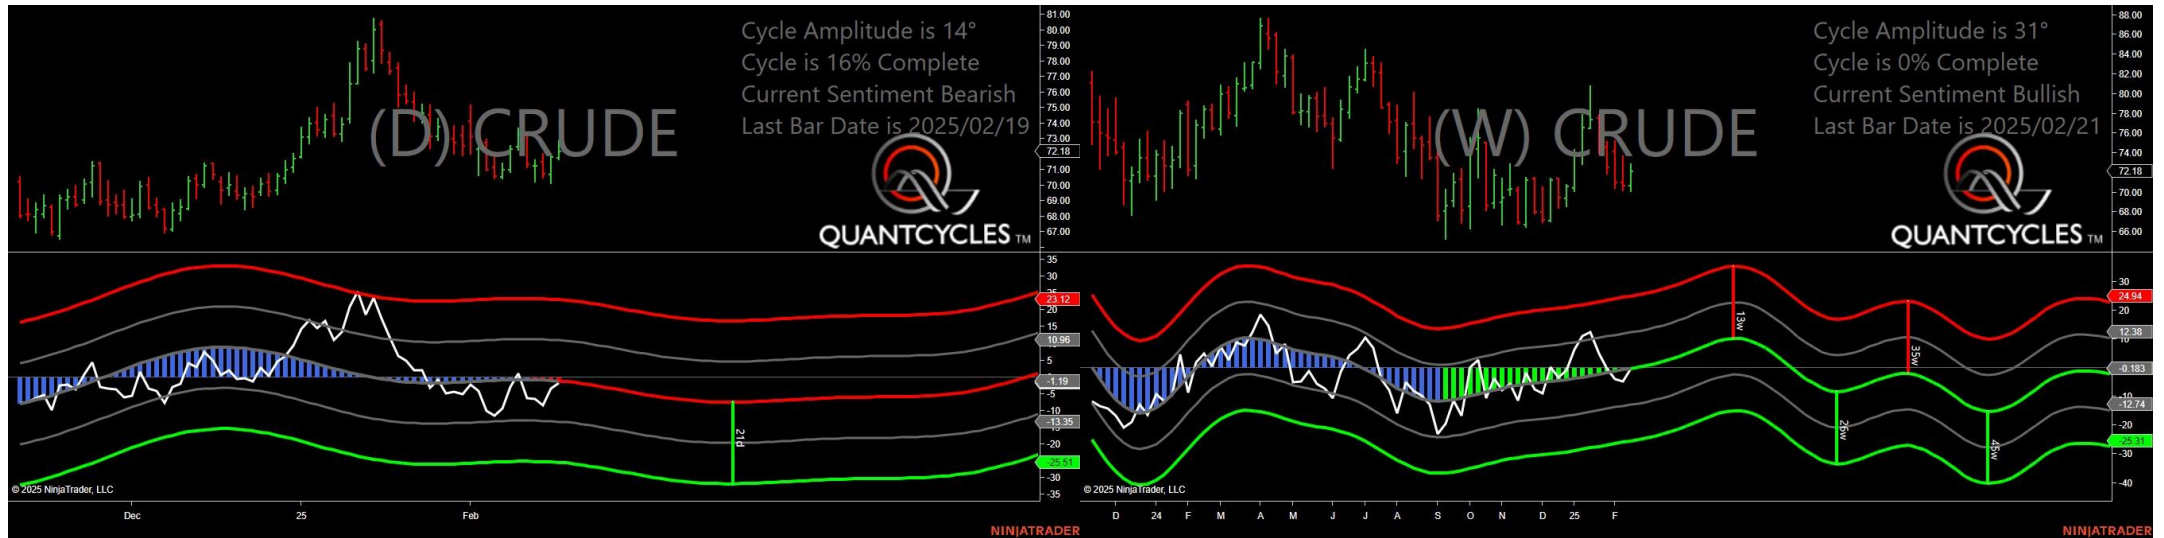 Cycle Amplitude is 14°
Cycle is 16% Complete
Current Sentiment Bearish
Last Bar Date is 2025/02/19
(D) CRUDE
QUANTCYCLES TM
81.00
80.00
79.00
78.00
77.00
76.00
75.00
74.00
73.00
72.18
71.00
70.00
69.00
68.00
67.00
35
30
23.12
20
15
10.96
5
-1.19
-5
-10
-13.35
-20
-25.51
-30
-35
21d
© 2025 NinjaTrader, LLC
Dec
25
Feb
NINJATRADER
Cycle Amplitude is 31°
Cycle is 0% Complete
Current Sentiment Bullish
Last Bar Date is 2025/02/21
(W) CRUDE
QUANTCYCLES TM
88.00
86.00
84.00
82.00
80.00
78.00
76.00
74.00
72.18
70.00
68.00
66.00
30
24.94
20
12.38
-0.183
-12.74
-20
-25.31
-30
-40
13w
26w
35w
45w
© 2025 NinjaTrader, LLC
D
24
F
M
A
M
J
J
A
S
O
N
D
25
F
NINJATRADER